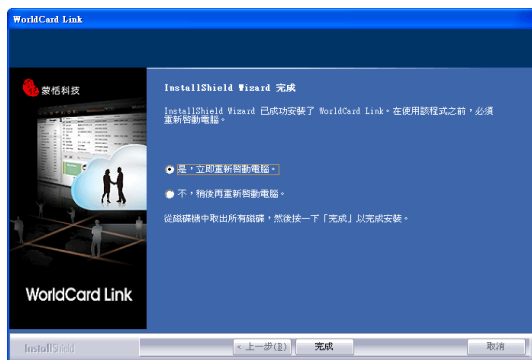 WorldCard Link
蒙恬科技
InstallShield Wizard 完成
InstallShield Wizard 已成功安裝了 WorldCard Link。在使用該程式之前，必須
重新啓動電腦。
是，立即重新啓動電腦。
不，稍後再重新啓動電腦。
從磁碟機中取出所有磁碟，然後按一下「完成」以完成安裝。
WorldCard Link
InstallShield
< 上一步(B)
完成
取消